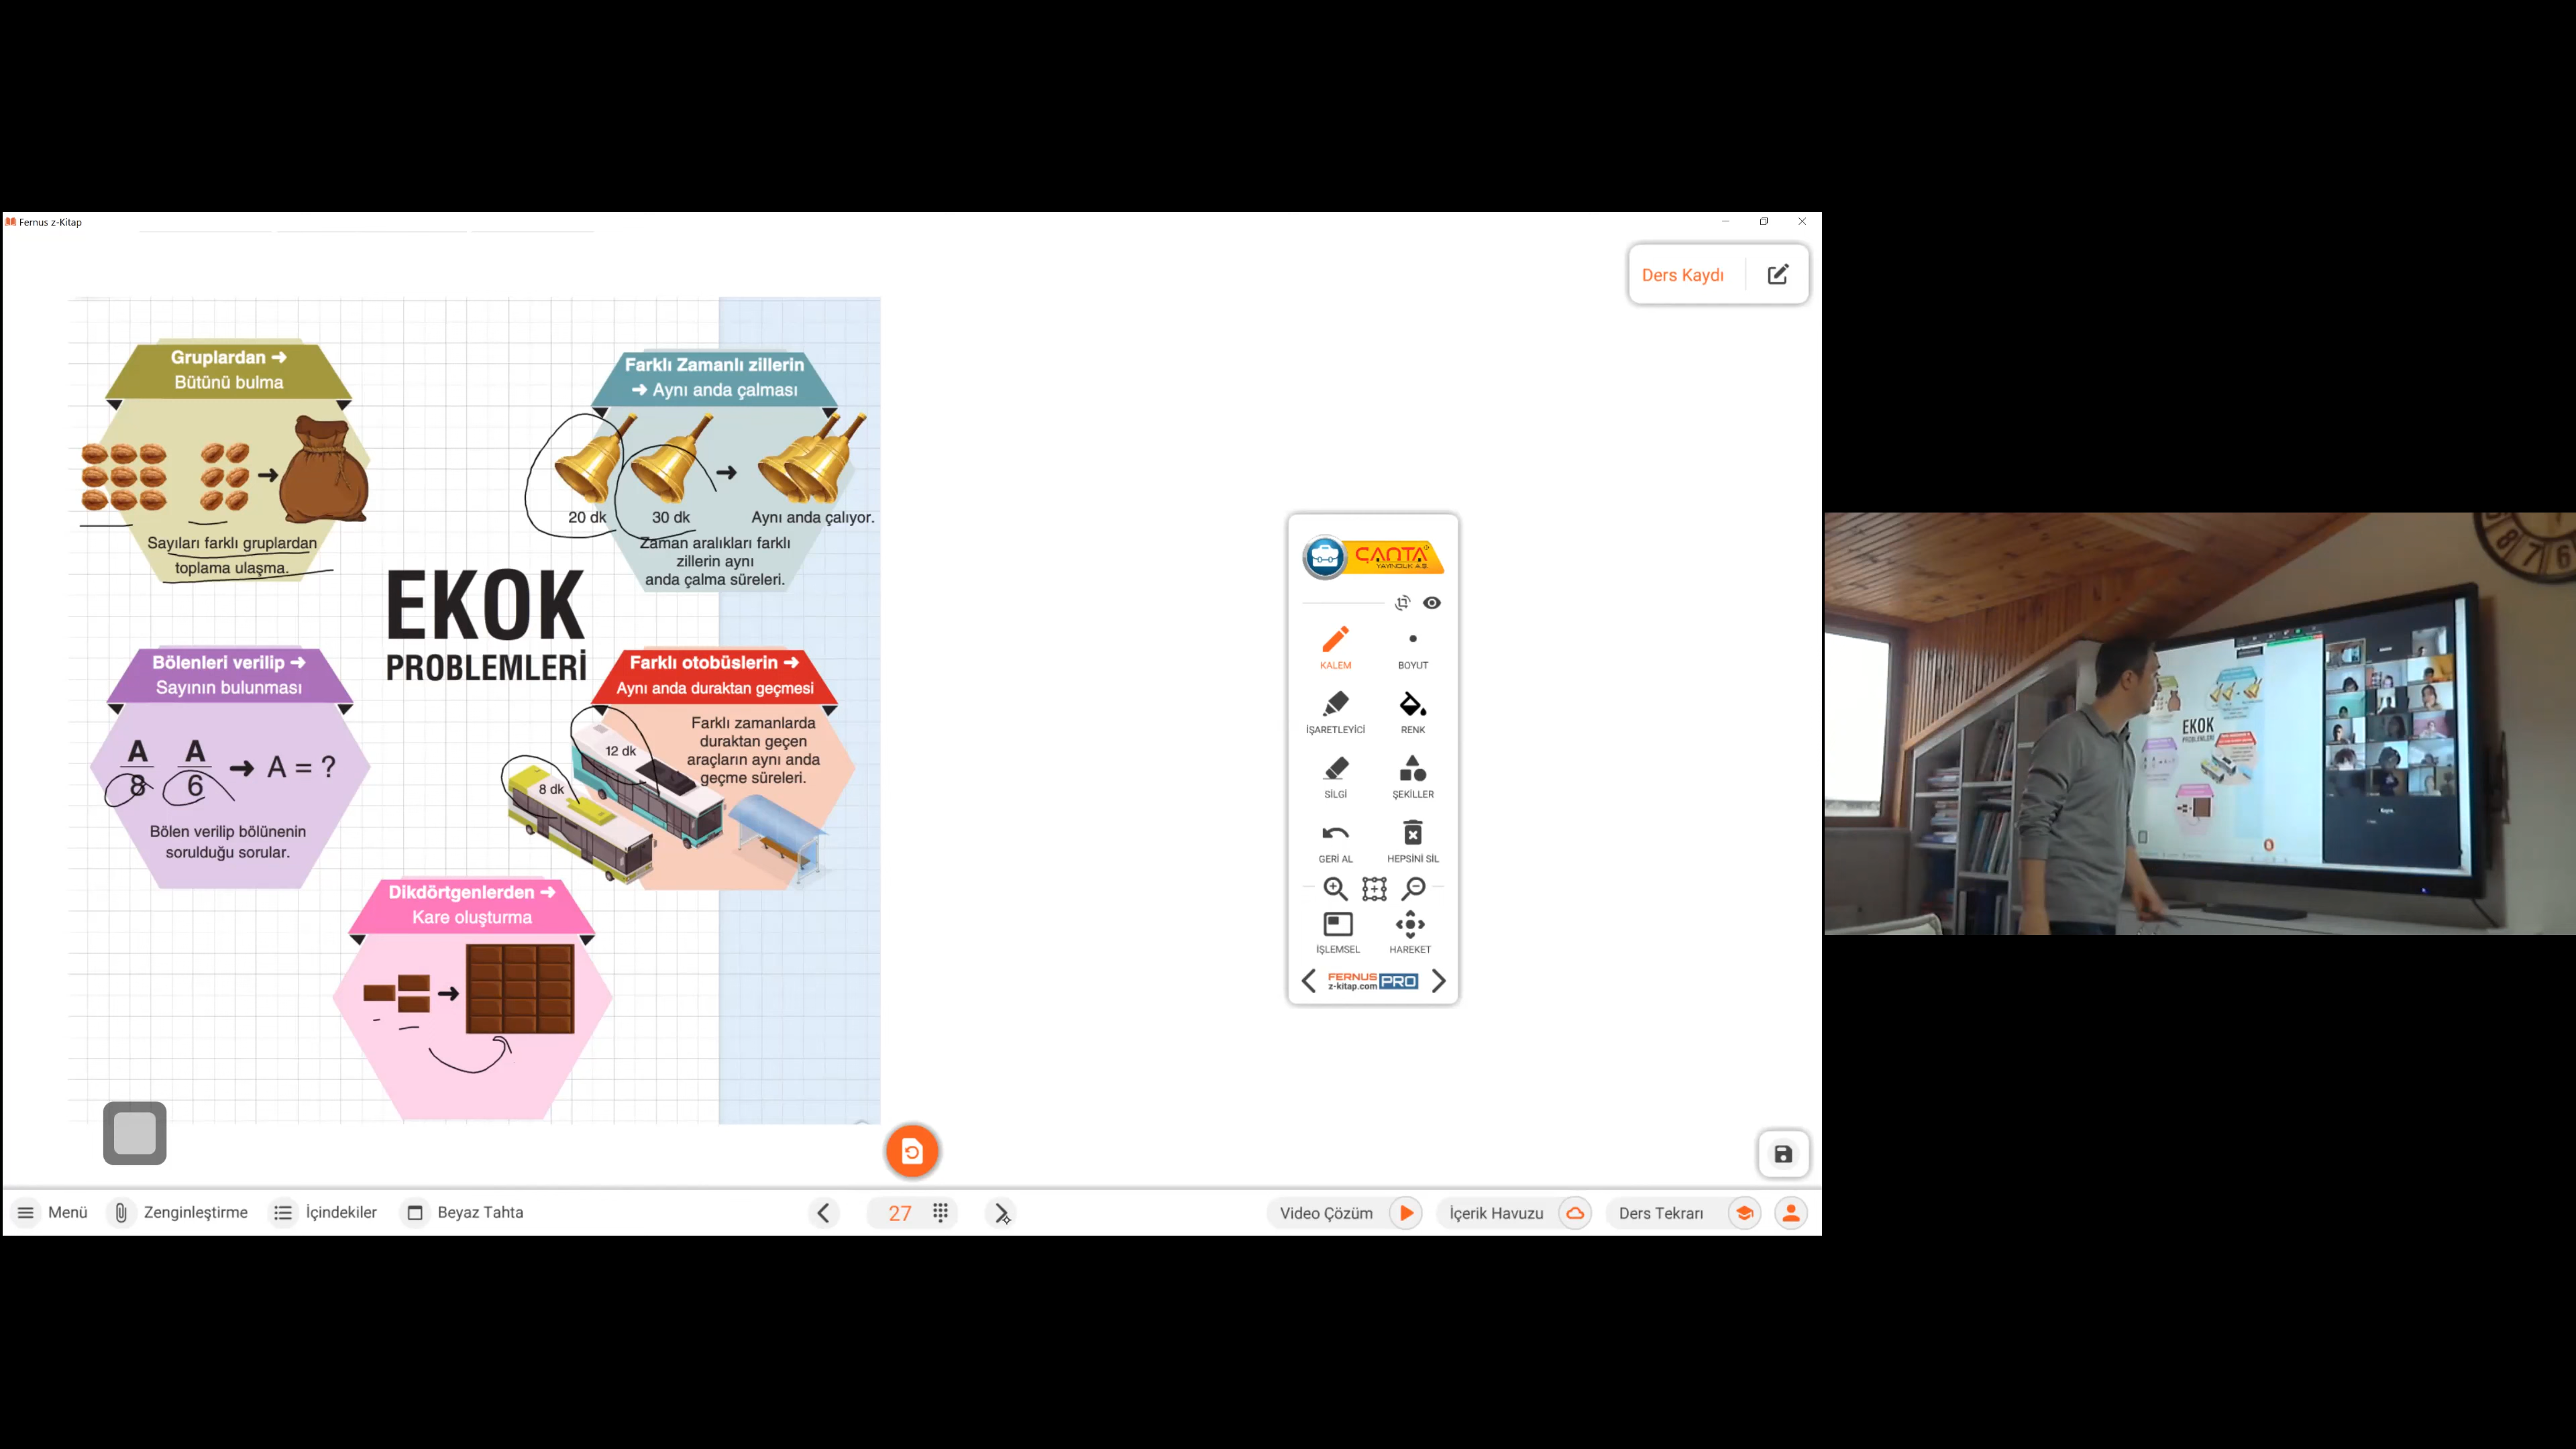 Fernus z-Kitap
Ders Kaydı
Gruplardan ➔
Bütünü bulma
Sayıları farklı gruplardan
toplama ulaşma.
Farklı Zamanlı zillerin
➔ Aynı anda çalması
20 dk
30 dk
Aynı anda çalıyor.
Zaman aralıkları farklı
zillerin aynı
anda çalma süreleri.
EKOK
PROBLEMLERİ
Bölenleri verilip ➔
Sayının bulunması
A A
8 6 ➔ A = ?
Bölen verilip bölünenin
sorulduğu sorular.
Farklı otobüslerin ➔
Aynı anda duraktan geçmesi
Farklı zamanlarda
duraktan geçen
araçların aynı anda
geçme süreleri.
12 dk
8 dk
Dikdörtgenlerden ➔
Kare oluşturma
ÇANTA
YAYINCILIK A.Ş.
KALEM
BOYUT
İŞARETLEYİCİ
RENK
SİLGİ
ŞEKİLLER
GERİ AL
HEPSİNİ SİL
İŞLEMSEL
HAREKET
FERNUS
z-kitap.com PRO
Menü
Zenginleştirme
İçindekiler
Beyaz Tahta
27
Video Çözüm
İçerik Havuzu
Ders Tekrarı
EKOK
PROBLEMLERİ
8 7 6